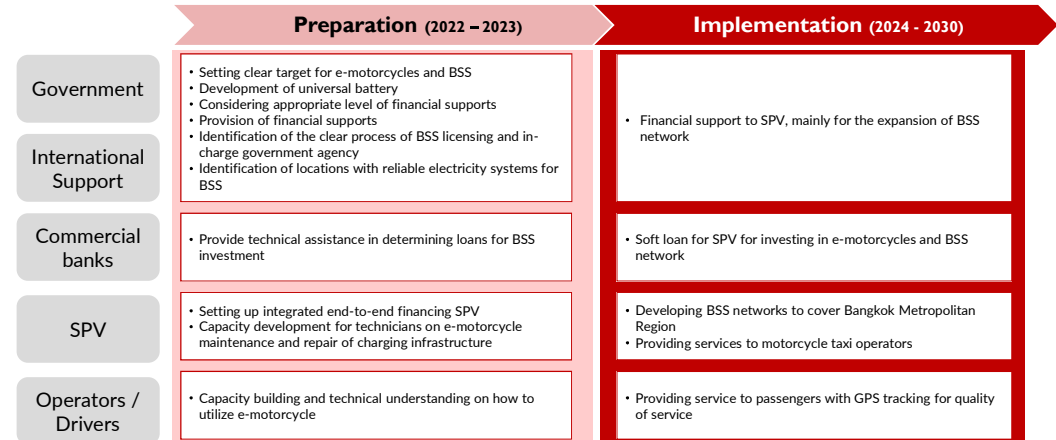 Preparation (2022 – 2023)
Implementation (2024 - 2030)
Government
International
Support
• Setting clear target for e-motorcycles and BSS
• Development of universal battery
• Considering appropriate level of financial supports
• Provision of financial supports
• Identification of the clear process of BSS licensing and in-
charge government agency
• Identification of locations with reliable electricity systems for
BSS
• Financial support to SPV, mainly for the expansion of BSS
network
Commercial
banks
• Provide technical assistance in determining loans for BSS
investment
• Soft loan for SPV for investing in e-motorcycles and BSS
network
SPV
• Setting up integrated end-to-end financing SPV
• Capacity development for technicians on e-motorcycle
maintenance and repair of charging infrastructure
• Developing BSS networks to cover Bangkok Metropolitan
Region
• Providing services to motorcycle taxi operators
Operators /
Drivers
• Capacity building and technical understanding on how to
utilize e-motorcycle
• Providing service to passengers with GPS tracking for quality
of service